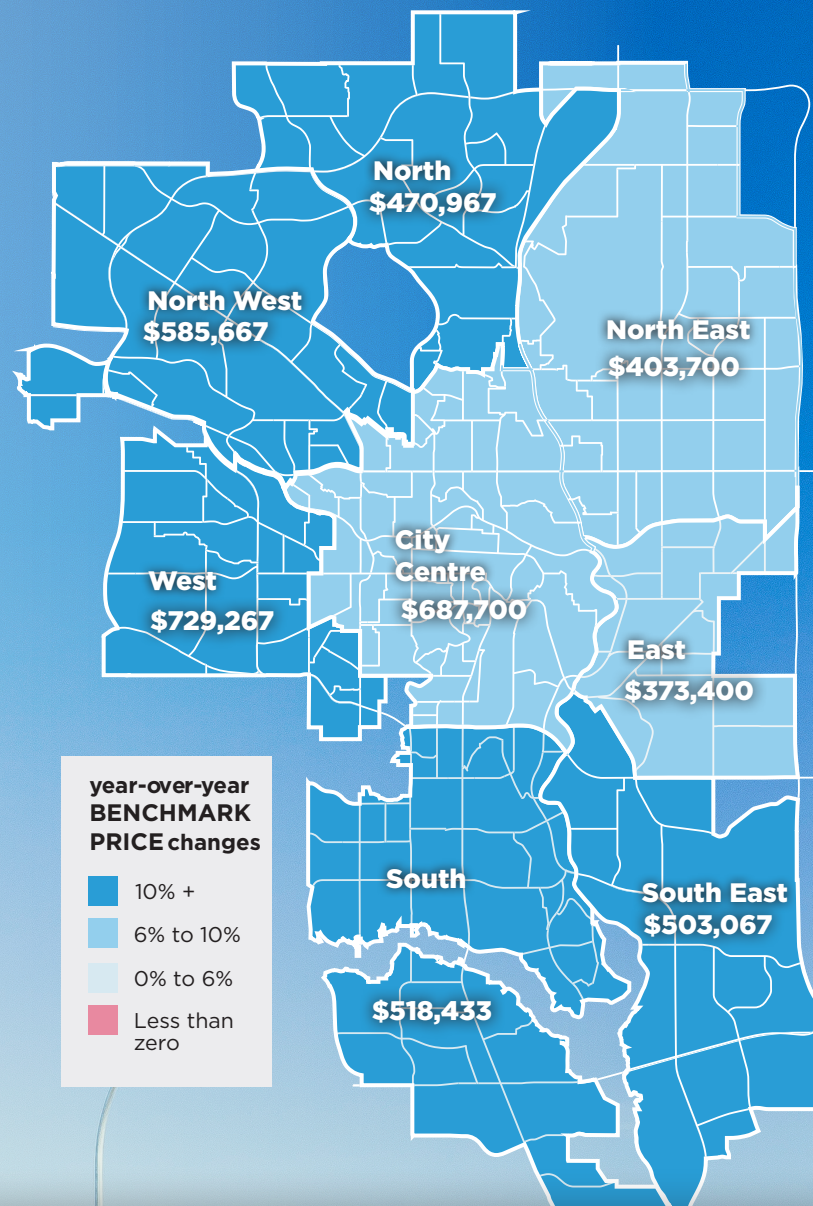 North
$470,967
North West
$585,667
North East
$403,700
City
Centre
$687,700
West
$729,267
East
$373,400
year-over-year
BENCHMARK
PRICE changes
10% +
6% to 10%
0% to 6%
Less than
zero
South
$518,433
South East
$503,067